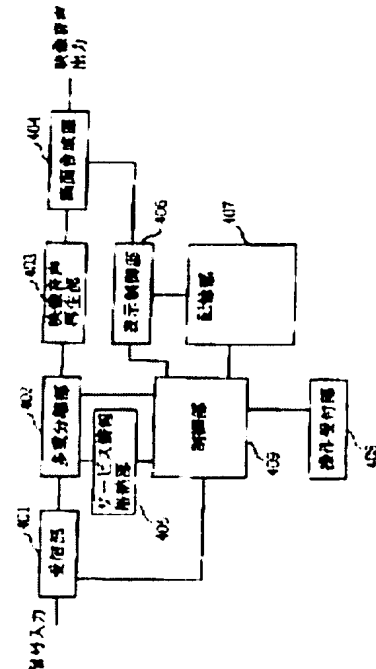 信号入力
401
受信部
402
多重分離部
403
映像音声
再生部
404
画面合成部
映像音声
出力
サービス情報
格納部
405
表示制御部
406
制御部
409
記憶部
407
操作受付部
408